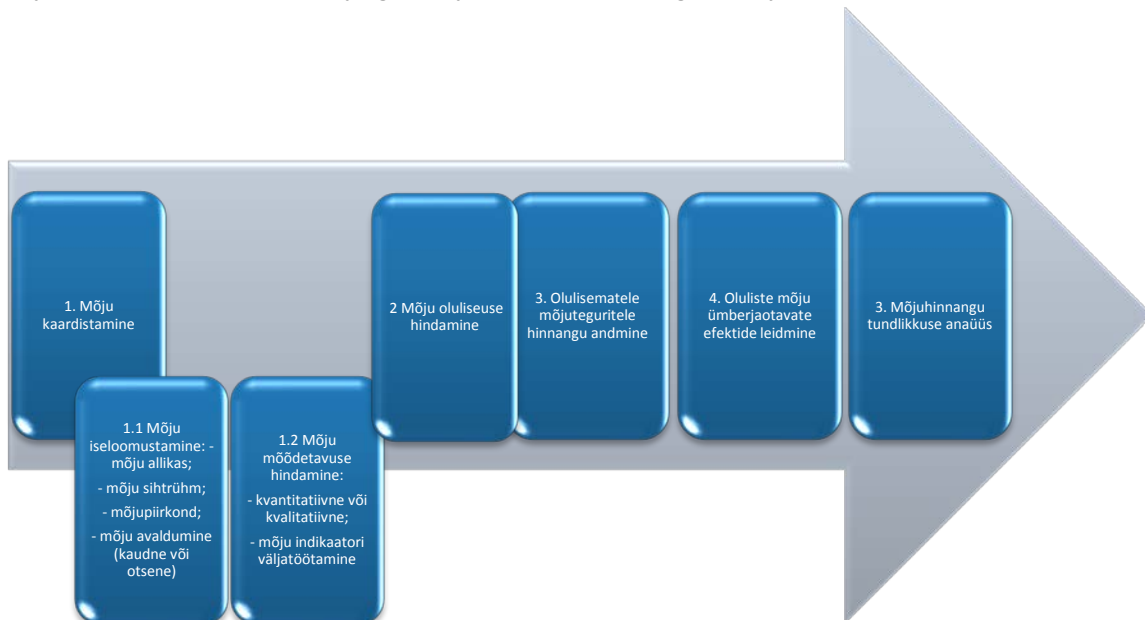 1. Mõju
kaardistamine
1.1 Mõju
iseloomustamine: -
mõju allikas;
- mõju sihtrühm;
- mõjupiirkond;
- mõju avaldumine
(kaudne või
otsene)
1.2 Mõju
mõõdetavuse
hindamine:
- kvantitatiivne või
kvalitatiivne;
- mõju indikaatori
väljatöötamine
2 Mõju oluliseuse
hindamine
3. Olulisematele
mõjuteguritele
hinnangu andmine
4. Oluliste mõju
ümberjaotavate
efektide leidmine
3. Mõjuhinnangu
tundlikkuse anaüüs